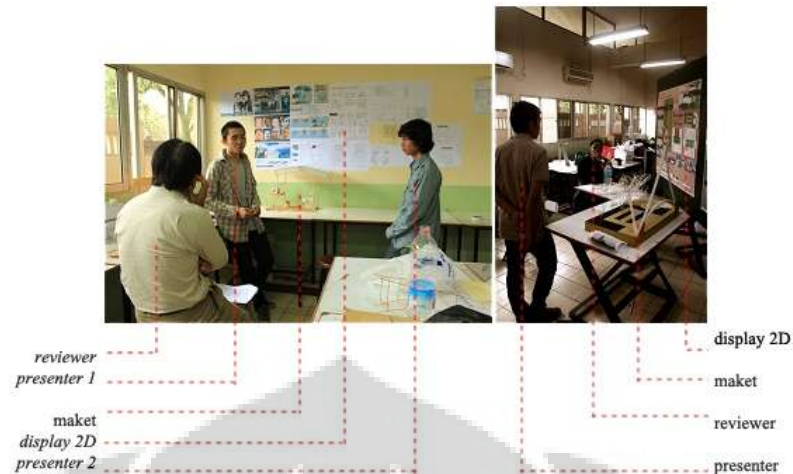 reviewer
presenter 1
maket
display 2D
presenter 2
display 2D
maket
reviewer
presenter